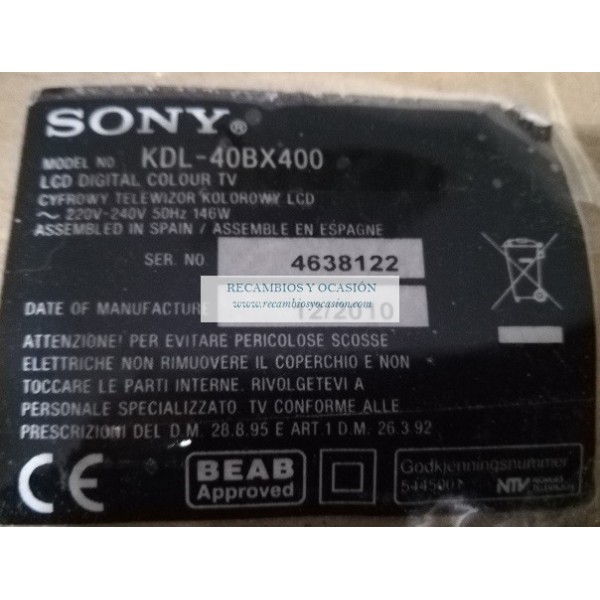 SONY®
MODEL NO. KDL-40BX400
LCD DIGITAL COLOUR TV
CYFROWY TELEWIZOR KOLOROWY LCD
~ 220V-240V 50Hz 146W
ASSEMBLED IN SPAIN / ASSEMBLE EN ESPAGNE
SER. NO. 4638122
RECAMBIOS Y OCASIÓN
www.recambiosyocasion.com
DATE OF MANUFACTURE 12/2010
ATTENZIONE! PER EVITARE PERICOLOSE SCOSSE
ELETTRICHE NON RIMUOVERE IL COPERCHIO E NON
TOCCARE LE PARTI INTERNE. RIVOLGETEVI A
PERSONALE SPECIALIZZATO. TV CONFORME ALLE
PRESCRIZIONI DEL D.M. 28.8.95 E ART 1 D.M. 26.3.92
CE
BEAB
Approved
Godkjenningsnummer
NTV